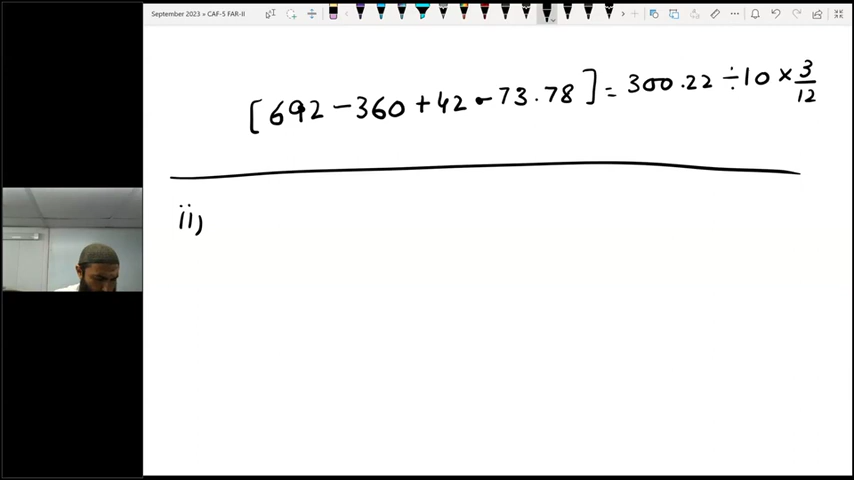 September 2023 » CAF-5 FAR-II
[692 - 360 + 42 - 73.78] = 300.22 ÷ 10 × 3/12
ii)